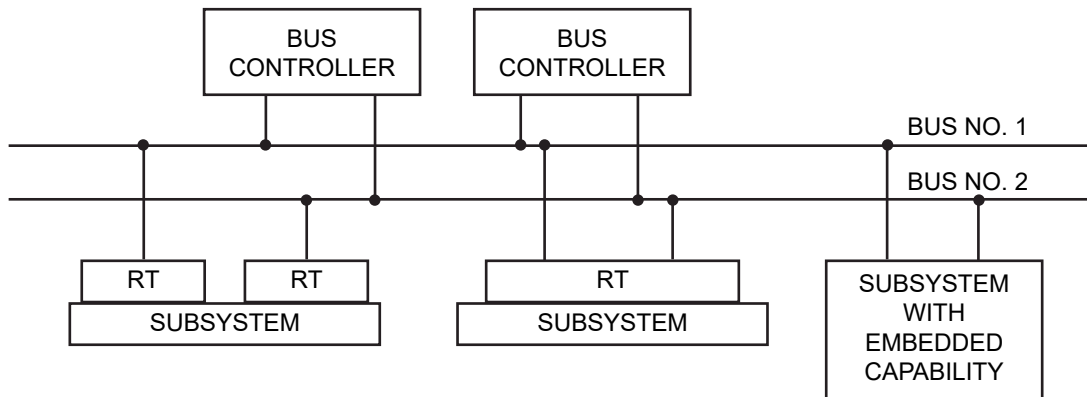 BUS
CONTROLLER
BUS
CONTROLLER
BUS NO. 1
BUS NO. 2
RT
RT
SUBSYSTEM
RT
SUBSYSTEM
SUBSYSTEM
WITH
EMBEDDED
CAPABILITY